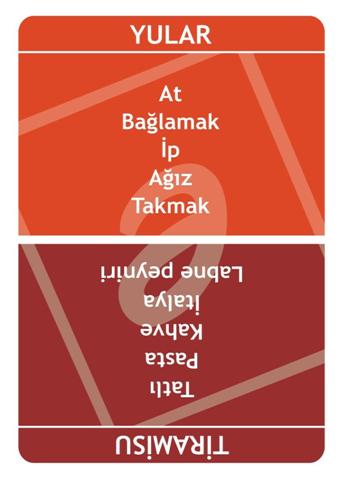 YULAR
At
Bağlamak
İp
Ağız
Takmak
TİRAMİSU
Tatlı
Pasta
Kahve
İtalya
Labne peyniri